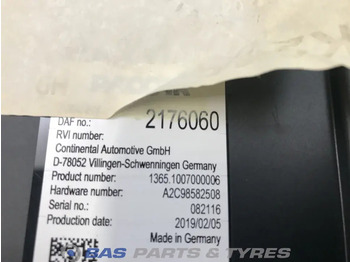 DAF no.: 2176060
RVI number:
Continental Automotive GmbH
D-78052 Villingen-Schwenningen Germany
Product number: 1365.1007000006
Hardware number: A2C98582508
Serial no.: 082116
Production date: 2019/02/05
Made in Germany
BAS PARTS & TYRES